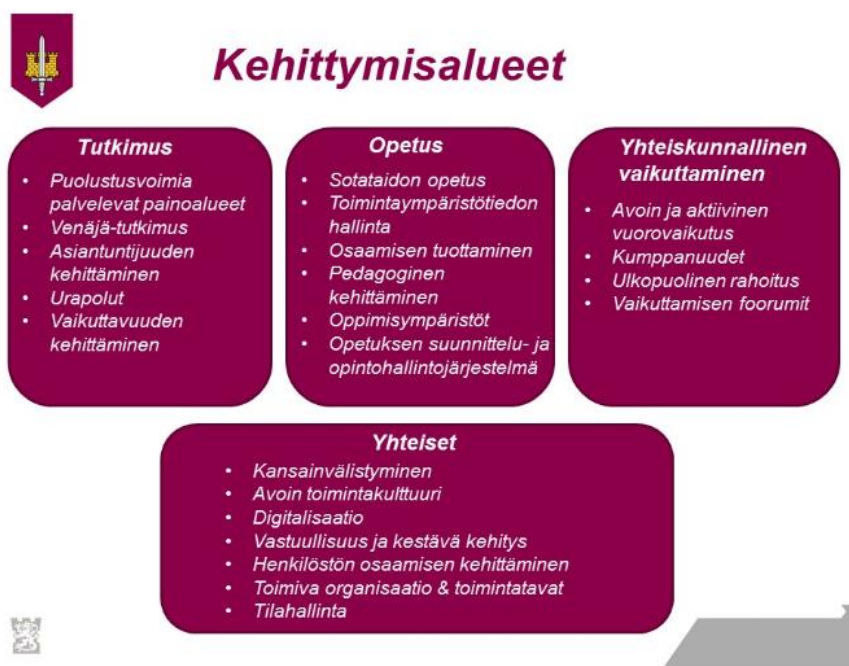 Kehittymisalueet
Tutkimus
• Puolustusvoimia
palvelevat painoalueet
• Venäjä-tutkimus
• Asiantuntijuuden
kehittäminen
• Urapolut
• Vaikuttavuuden
kehittäminen
Opetus
• Sotataidon opetus
• Toimintaympäristötiedon
hallinta
• Osaamisen tuottaminen
• Pedagoginen
kehittäminen
• Oppimisympäristöt
• Opetuksen suunnittelu- ja
opintohallintojärjestelmä
Yhteiskunnallinen
vaikuttaminen
• Avoin ja aktiivinen
vuorovaikutus
• Kumppanuudet
• Ulkopuolinen rahoitus
• Vaikuttamisen foorumit
Yhteiset
• Kansainvälistyminen
• Avoin toimintakulttuuri
• Digitalisaatio
• Vastuullisuus ja kestävä kehitys
• Henkilöstön osaamisen kehittäminen
• Toimiva organisaatio & toimintatavat
• Tilahallinta